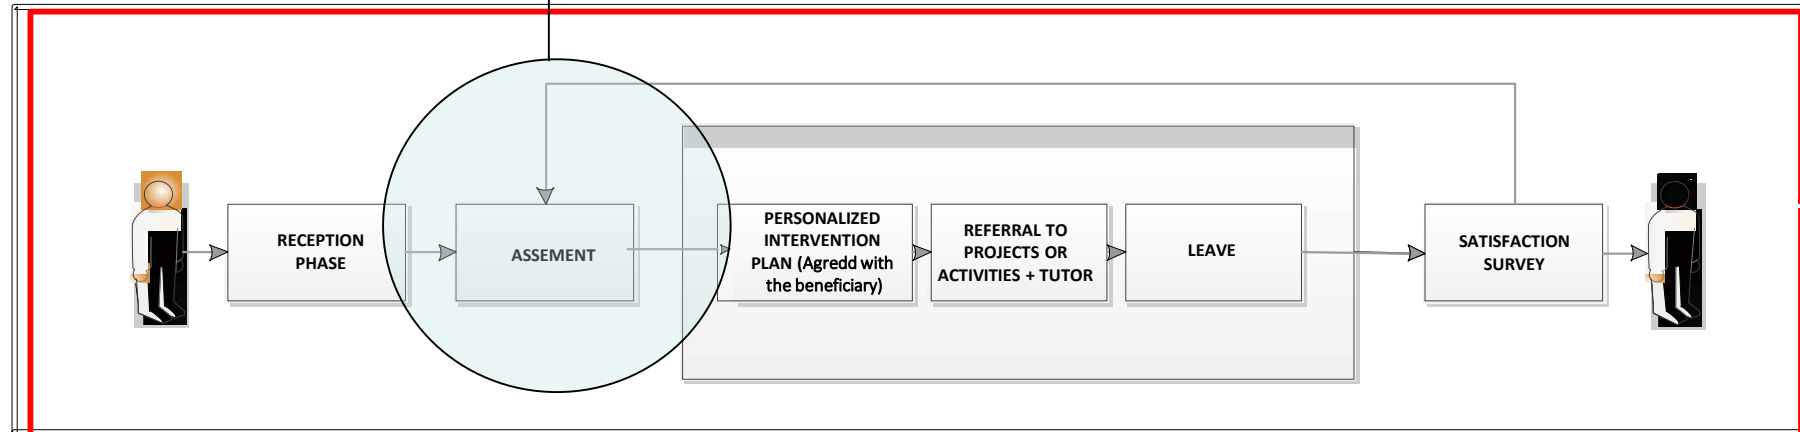 RECEPTION
PHASE
ASSEMENT
PERSONALIZED
INTERVENTION
PLAN (Agredd with
the beneficiary)
REFERRAL TO
PROJECTS OR
ACTIVITIES + TUTOR
LEAVE
SATISFACTION
SURVEY